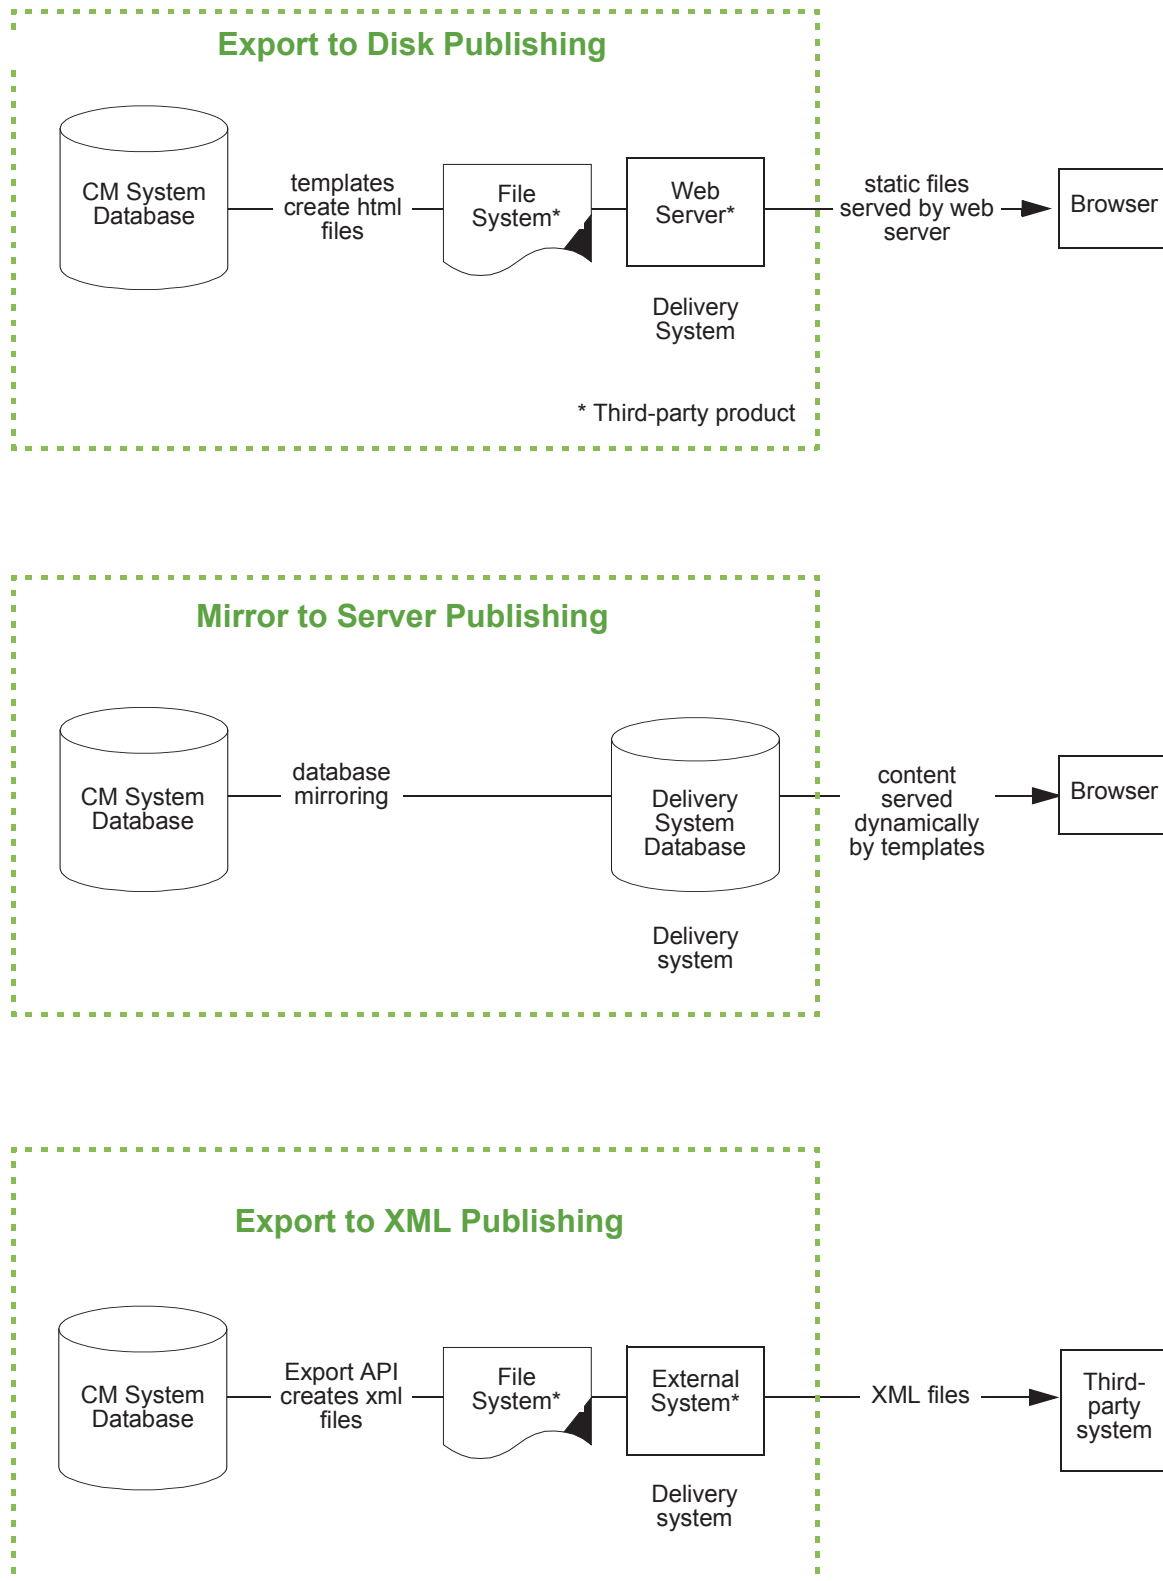 Export to Disk Publishing
CM System
Database
templates
create html
files
File
System*
Web
Server*
static files
served by web
server
Browser
Delivery
System
* Third-party product
Mirror to Server Publishing
CM System
Database
database
mirroring
Delivery
System
Database
content
served
dynamically
by templates
Browser
Delivery
system
Export to XML Publishing
CM System
Database
Export API
creates xml
files
File
System*
External
System*
XML files
Third-
party
system
Delivery
system